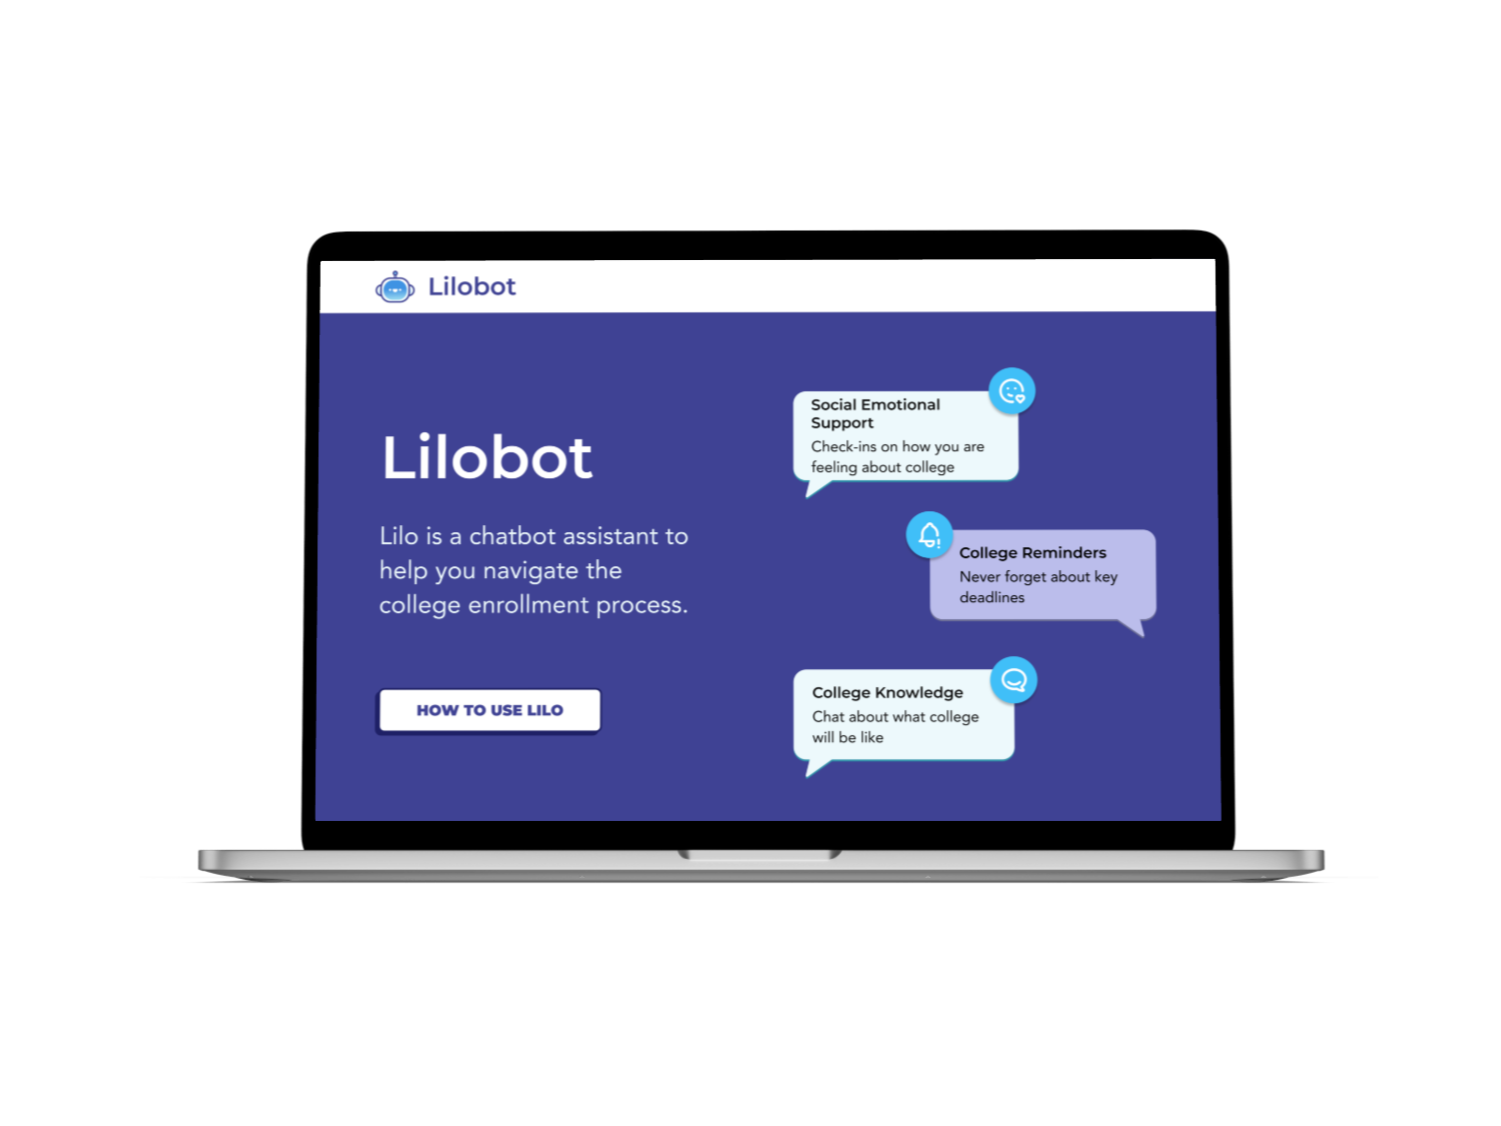 Lilobot
Lilobot
Lilo is a chatbot assistant to
help you navigate the
college enrollment process.
HOW TO USE LILO
Social Emotional
Support
Check-ins on how you are
feeling about college
College Reminders
Never forget about key
deadlines
College Knowledge
Chat about what college
will be like